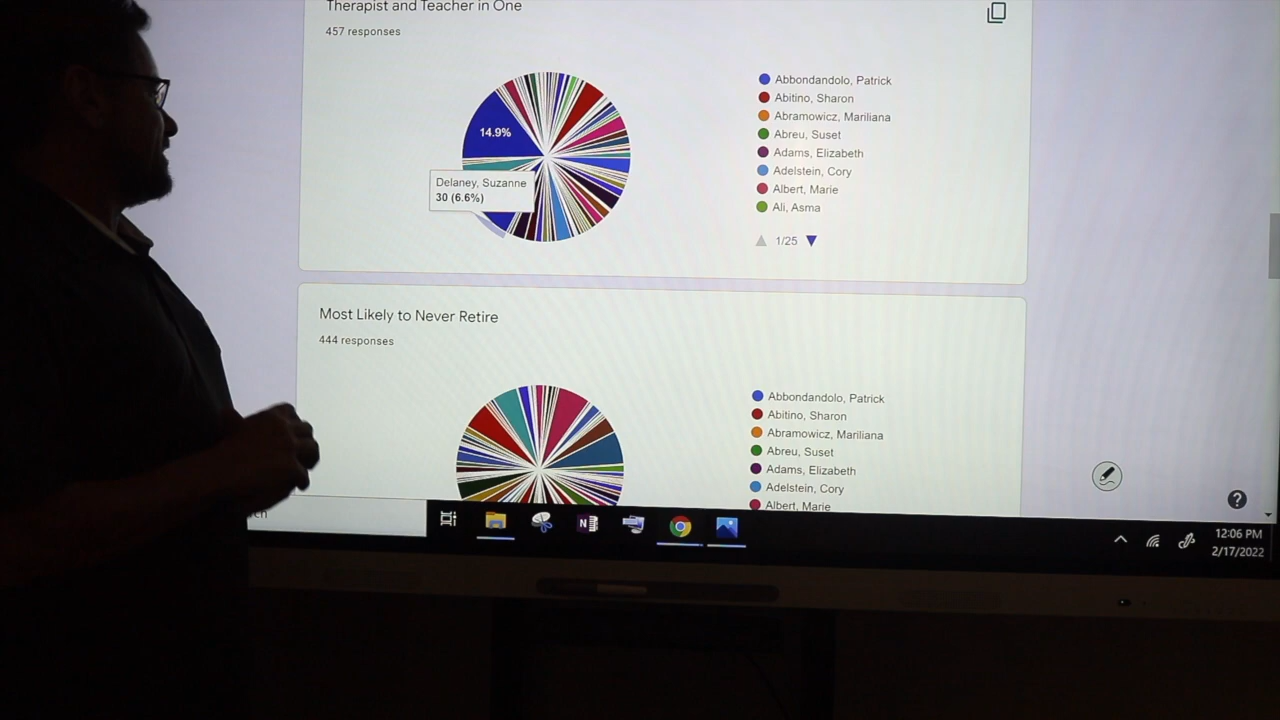 Therapist and Teacher in One
457 responses
14.9%
Delaney, Suzanne
30 (6.6%)
Abbondandolo, Patrick
Abitino, Sharon
Abramowicz, Mariliana
Abreu, Suset
Adams, Elizabeth
Adelstein, Cory
Albert, Marie
Ali, Asma
1/25
Most Likely to Never Retire
444 responses
Abbondandolo, Patrick
Abitino, Sharon
Abramowicz, Mariliana
Abreu, Suset
Adams, Elizabeth
Adelstein, Cory
Albert, Marie
?
N
12:06 PM
2/17/2022